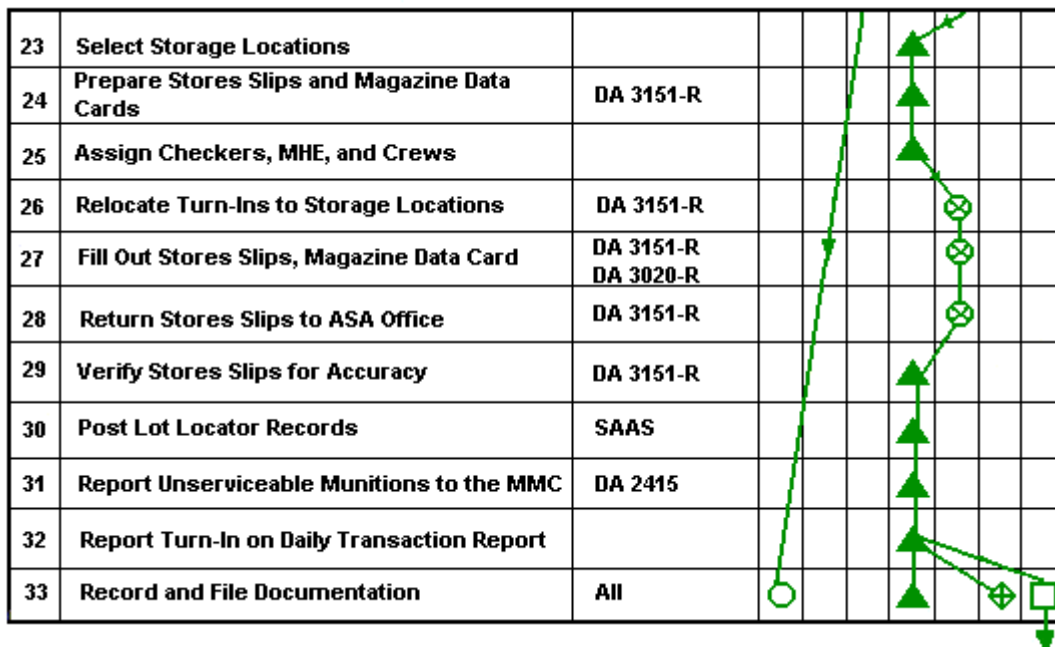 23 Select Storage Locations
24 Prepare Stores Slips and Magazine Data Cards DA 3151-R
25 Assign Checkers, MHE, and Crews
26 Relocate Turn-Ins to Storage Locations DA 3151-R
27 Fill Out Stores Slips, Magazine Data Card DA 3151-R DA 3020-R
28 Return Stores Slips to ASA Office DA 3151-R
29 Verify Stores Slips for Accuracy DA 3151-R
30 Post Lot Locator Records SAAS
31 Report Unserviceable Munitions to the MMC DA 2415
32 Report Turn-In on Daily Transaction Report
33 Record and File Documentation All